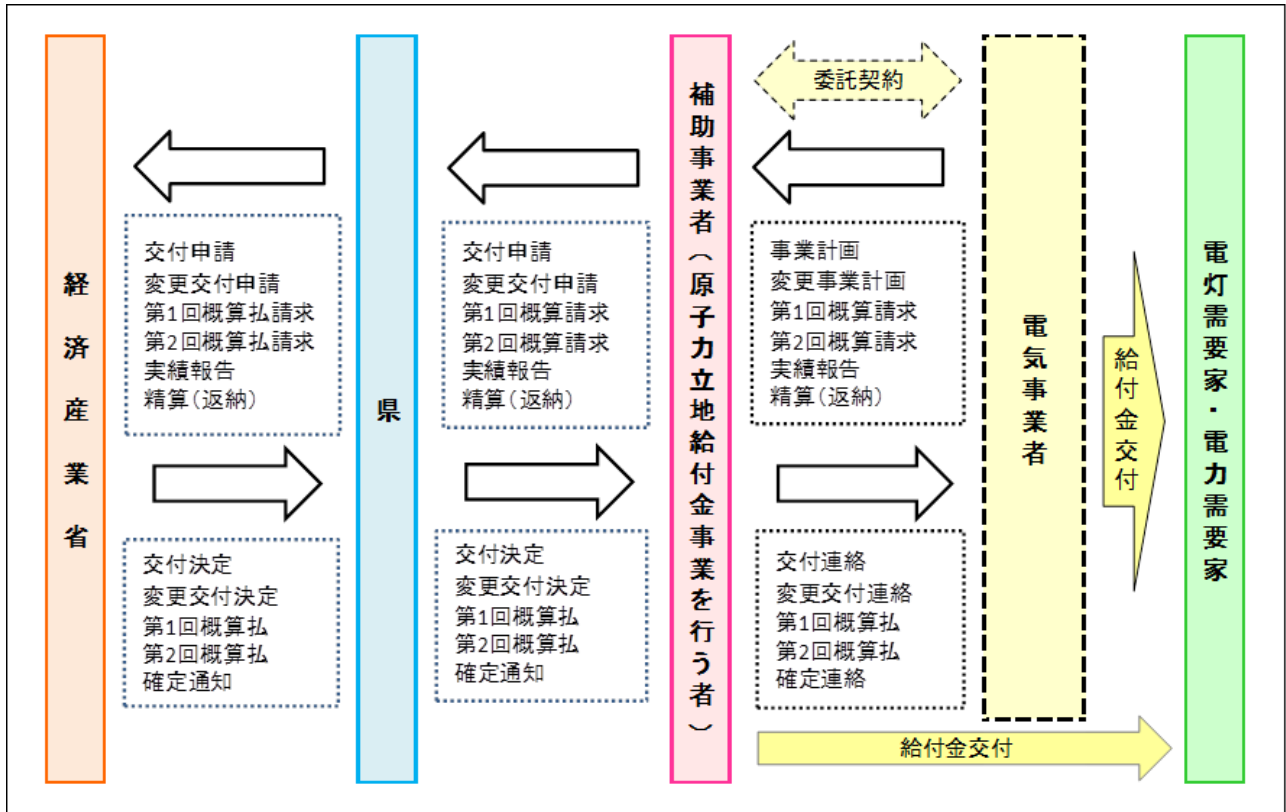 経済産業省
交付申請
変更交付申請
第1回概算払請求
第2回概算払請求
実績報告
精算(返納)
交付決定
変更交付決定
第1回概算払
第2回概算払
確定通知
県
交付申請
変更交付申請
第1回概算請求
第2回概算請求
実績報告
精算(返納)
交付決定
変更交付決定
第1回概算払
第2回概算払
確定通知
補助事業者(原子力立地給付金事業を行う者)
委託契約
事業計画
変更事業計画
第1回概算請求
第2回概算請求
実績報告
精算(返納)
交付連絡
変更交付連絡
第1回概算払
第2回概算払
確定連絡
電気事業者
給付金交付
給付金交付
電灯需要家・電力需要家